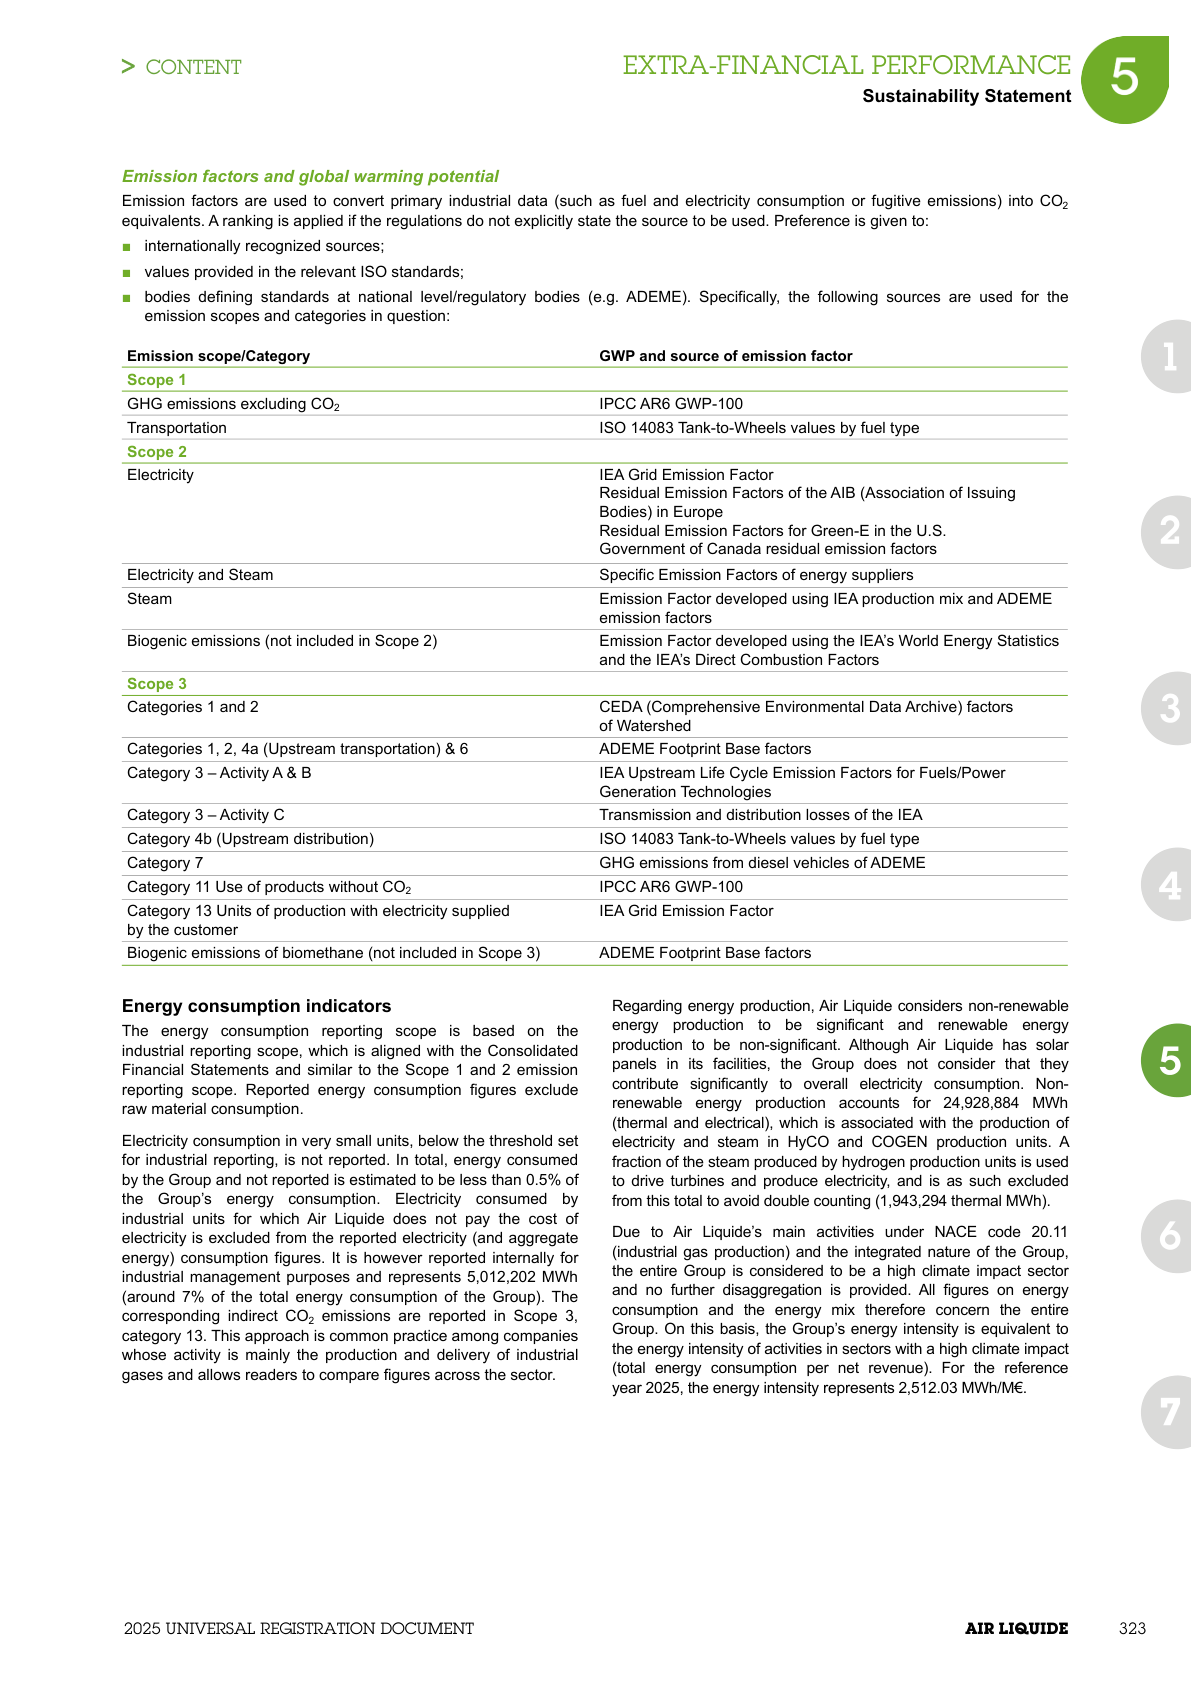 > CONTENT
EXTRA-FINANCIAL PERFORMANCE
Sustainability Statement
5
Emission factors and global warming potential
Emission factors are used to convert primary industrial data (such as fuel and electricity consumption or fugitive emissions) into CO₂
equivalents. A ranking is applied if the regulations do not explicitly state the source to be used. Preference is given to:
■ internationally recognized sources;
■ values provided in the relevant ISO standards;
■ bodies defining standards at national level/regulatory bodies (e.g. ADEME). Specifically, the following sources are used for the
emission scopes and categories in question:
Emission scope/Category GWP and source of emission factor
Scope 1
GHG emissions excluding CO₂ IPCC AR6 GWP-100
Transportation ISO 14083 Tank-to-Wheels values by fuel type
Scope 2
Electricity IEA Grid Emission Factor
Residual Emission Factors of the AIB (Association of Issuing
Bodies) in Europe
Residual Emission Factors for Green-E in the U.S.
Government of Canada residual emission factors
Electricity and Steam Specific Emission Factors of energy suppliers
Steam Emission Factor developed using IEA production mix and ADEME
emission factors
Biogenic emissions (not included in Scope 2) Emission Factor developed using the IEA's World Energy Statistics
and the IEA's Direct Combustion Factors
Scope 3
Categories 1 and 2 CEDA (Comprehensive Environmental Data Archive) factors
of Watershed
Categories 1, 2, 4a (Upstream transportation) & 6 ADEME Footprint Base factors
Category 3 – Activity A & B IEA Upstream Life Cycle Emission Factors for Fuels/Power
Generation Technologies
Category 3 – Activity C Transmission and distribution losses of the IEA
Category 4b (Upstream distribution) ISO 14083 Tank-to-Wheels values by fuel type
Category 7 GHG emissions from diesel vehicles of ADEME
Category 11 Use of products without CO₂ IPCC AR6 GWP-100
Category 13 Units of production with electricity supplied IEA Grid Emission Factor
by the customer
Biogenic emissions of biomethane (not included in Scope 3) ADEME Footprint Base factors
Energy consumption indicators
The energy consumption reporting scope is based on the
industrial reporting scope, which is aligned with the Consolidated
Financial Statements and similar to the Scope 1 and 2 emission
reporting scope. Reported energy consumption figures exclude
raw material consumption.
Electricity consumption in very small units, below the threshold set
for industrial reporting, is not reported. In total, energy consumed
by the Group and not reported is estimated to be less than 0.5% of
the Group's energy consumption. Electricity consumed by
industrial units for which Air Liquide does not pay the cost of
electricity is excluded from the reported electricity (and aggregate
energy) consumption figures. It is however reported internally for
industrial management purposes and represents 5,012,202 MWh
(around 7% of the total energy consumption of the Group). The
corresponding indirect CO₂ emissions are reported in Scope 3,
category 13. This approach is common practice among companies
whose activity is mainly the production and delivery of industrial
gases and allows readers to compare figures across the sector.
Regarding energy production, Air Liquide considers non-renewable
energy production to be significant and renewable energy
production to be non-significant. Although Air Liquide has solar
panels in its facilities, the Group does not consider that they
contribute significantly to overall electricity consumption. Non-
renewable energy production accounts for 24,928,884 MWh
(thermal and electrical), which is associated with the production of
electricity and steam in HyCO and COGEN production units. A
fraction of the steam produced by hydrogen production units is used
to drive turbines and produce electricity, and is as such excluded
from this total to avoid double counting (1,943,294 thermal MWh).
Due to Air Liquide's main activities under NACE code 20.11
(industrial gas production) and the integrated nature of the Group,
the entire Group is considered to be a high climate impact sector
and no further disaggregation is provided. All figures on energy
consumption and the energy mix therefore concern the entire
Group. On this basis, the Group's energy intensity is equivalent to
the energy intensity of activities in sectors with a high climate impact
(total energy consumption per net revenue). For the reference
year 2025, the energy intensity represents 2,512.03 MWh/M€.
1
2
3
4
5
6
7
2025 UNIVERSAL REGISTRATION DOCUMENT
AIR LIQUIDE 323